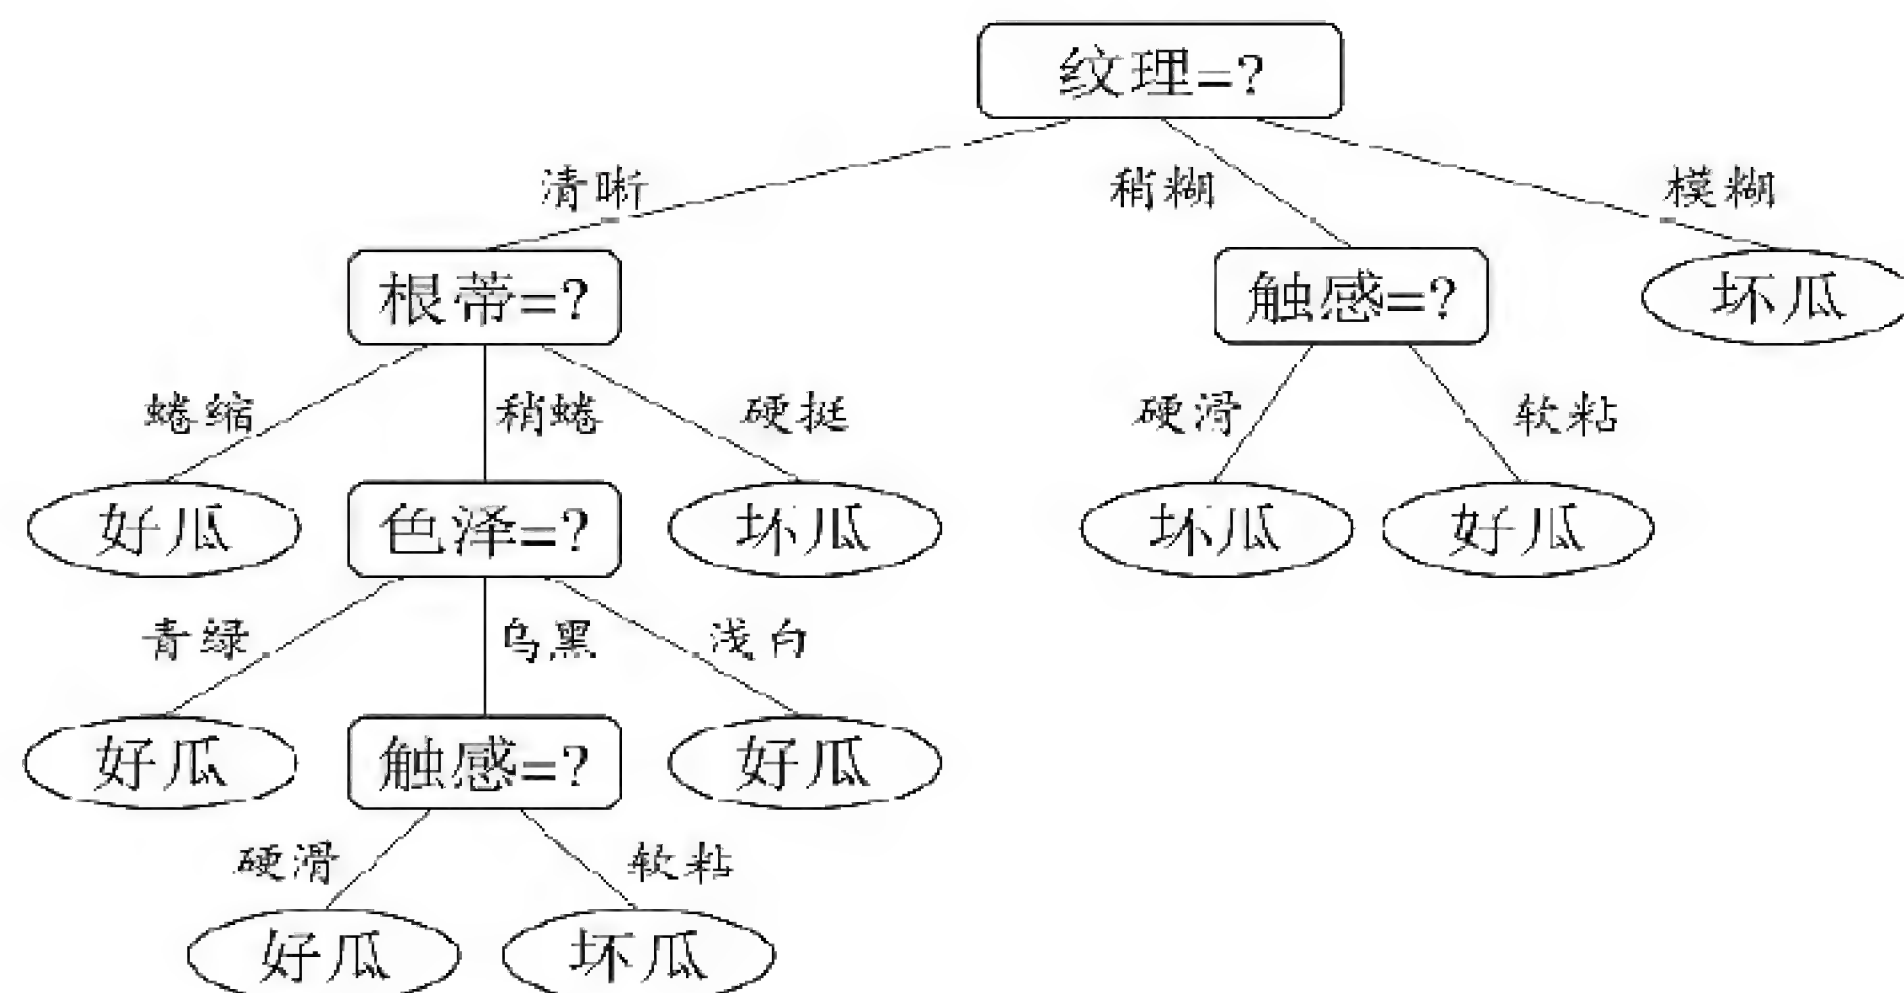 纹理=?
清晰 稍糊 模糊
根蒂=? 触感=? 坏瓜
蜷缩 稍蜷 硬挺 硬滑 软粘
好瓜 色泽=? 坏瓜 坏瓜 好瓜
青绿 乌黑 浅白
好瓜 触感=? 好瓜
硬滑 软粘
好瓜 坏瓜